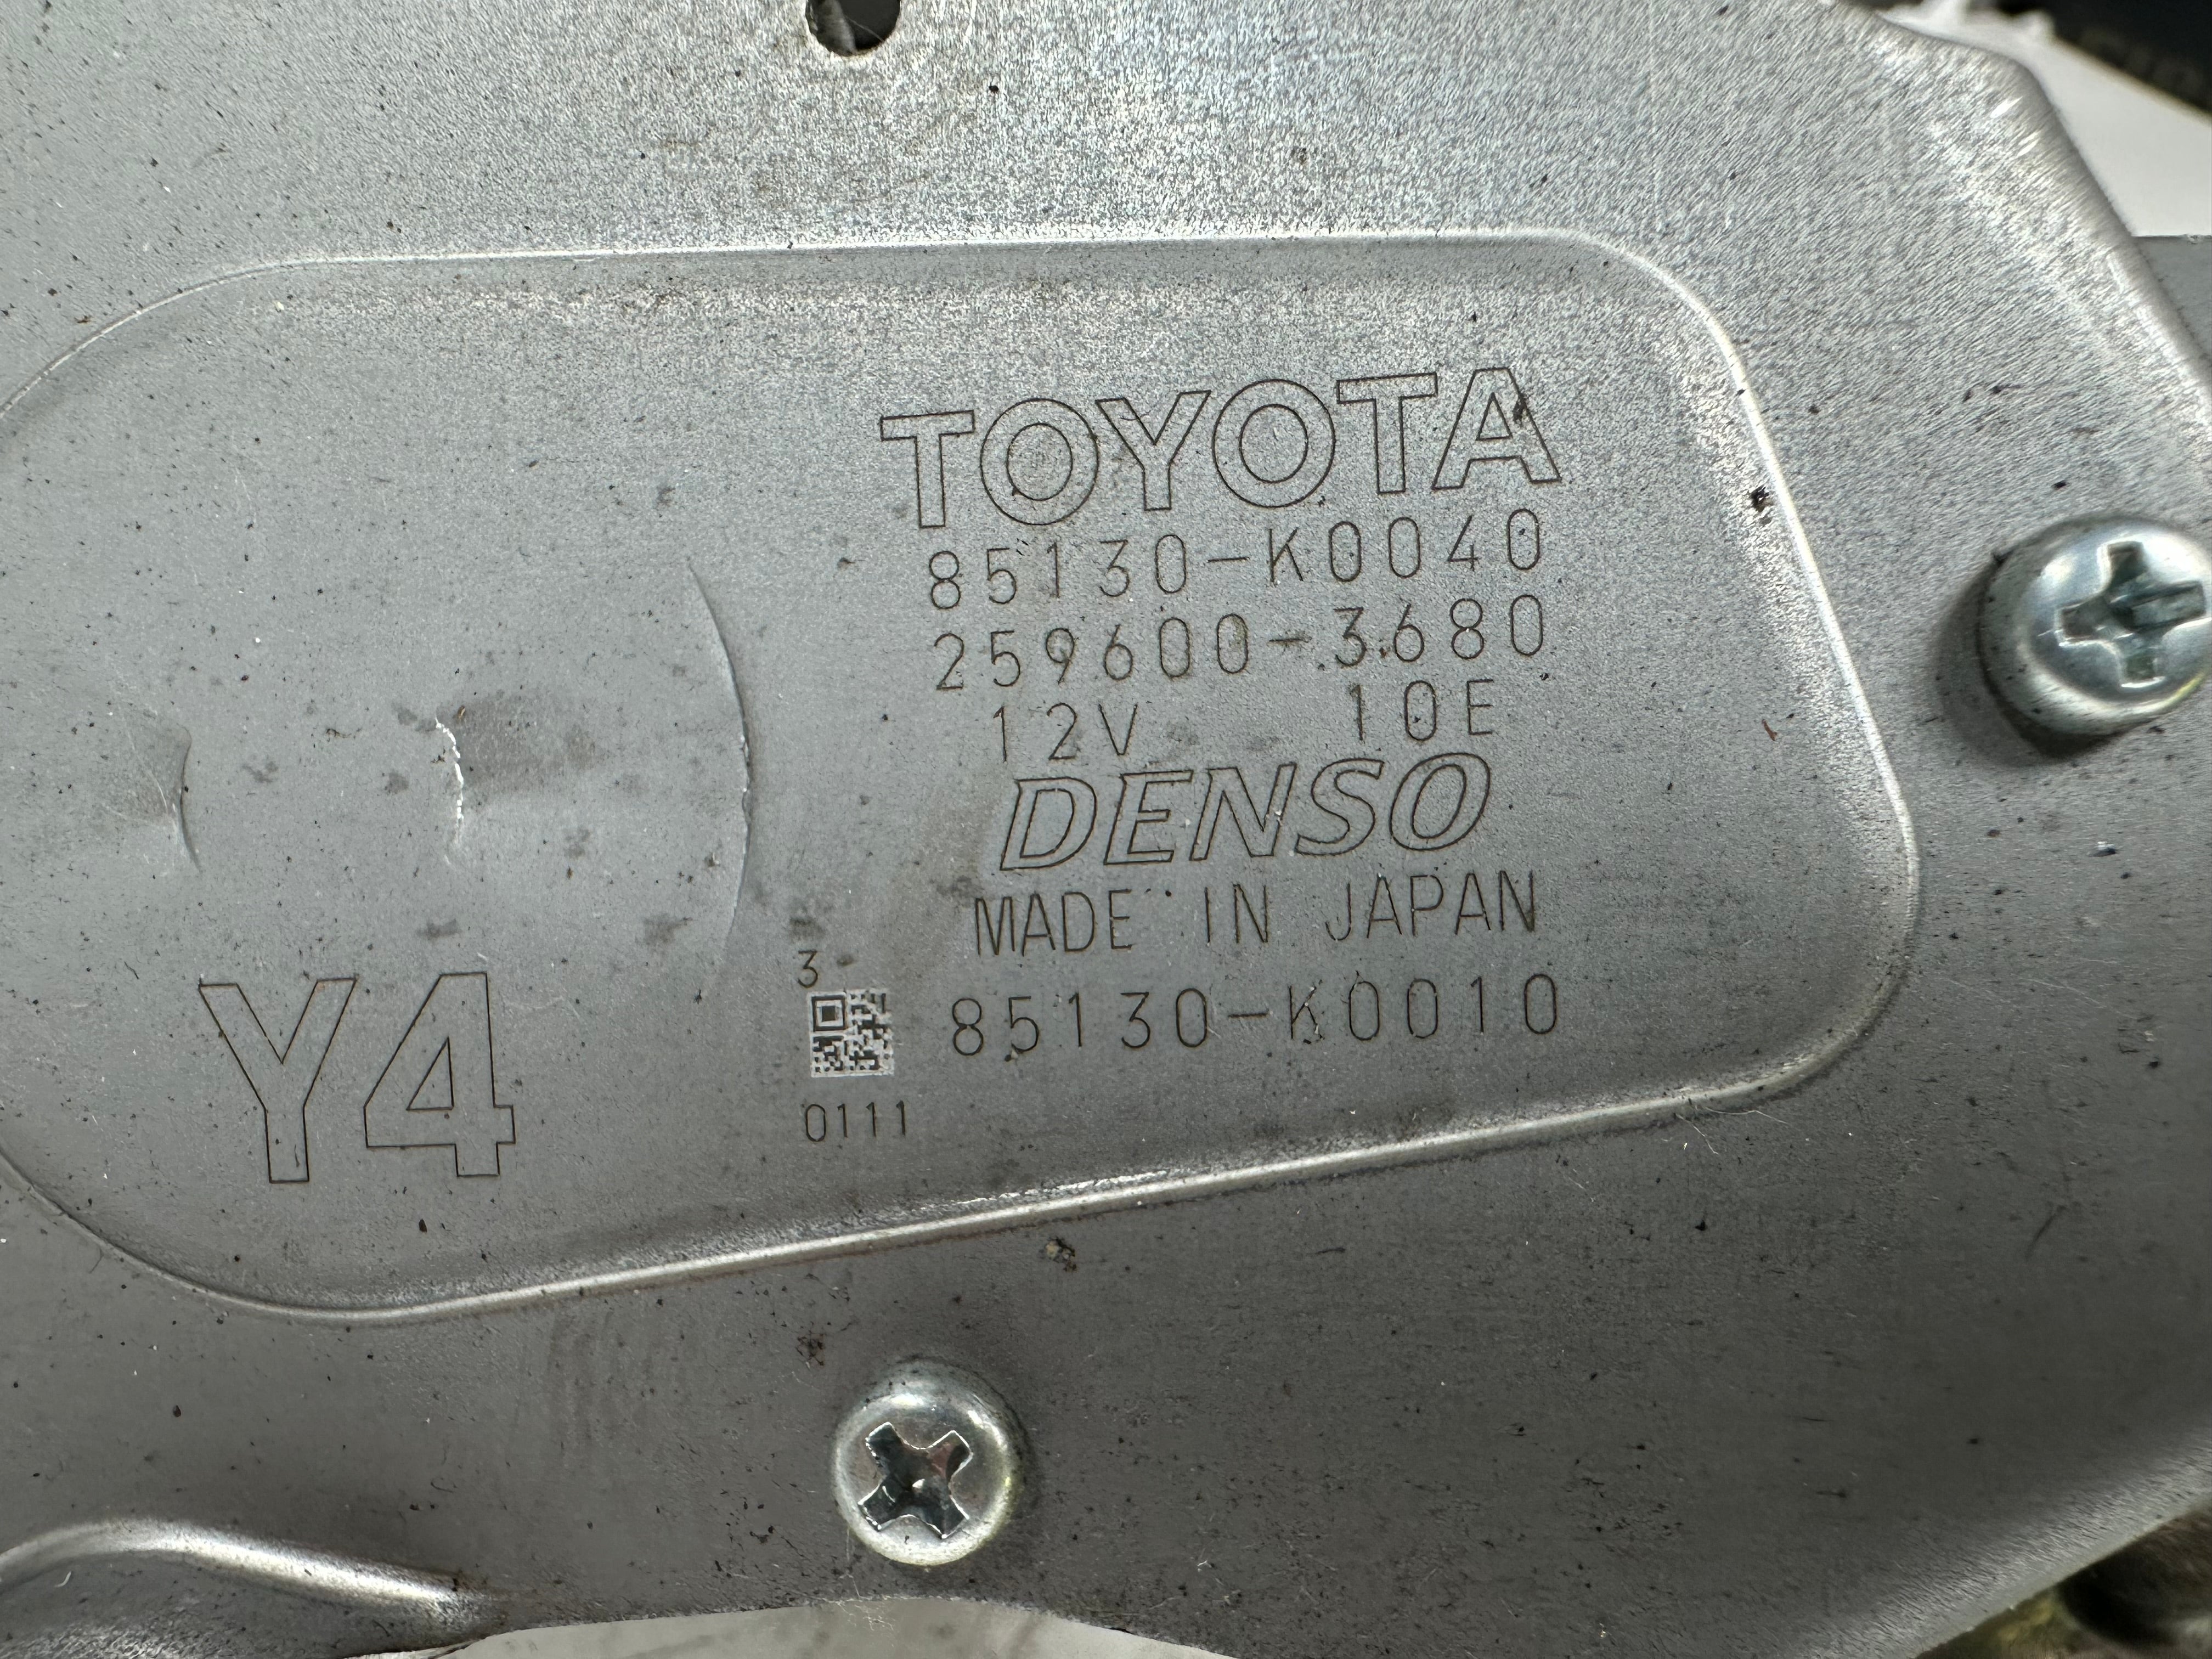 TOYOTA
85130-K0040
259600-3680
12V 10E
DENSO
MADE IN JAPAN
3
85130-K0010
0111
Y4